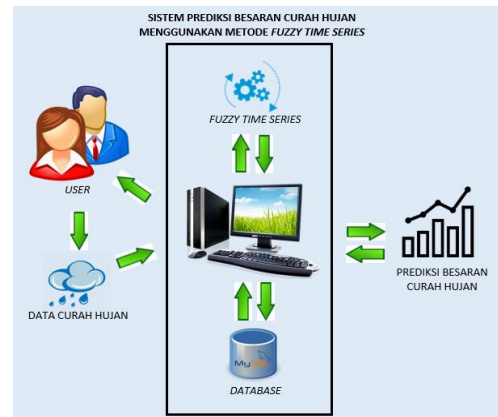 SISTEM PREDIKSI BESARAN CURAH HUJAN
MENGGUNAKAN METODE FUZZY TIME SERIES
FUZZY TIME SERIES
USER
DATA CURAH HUJAN
PREDIKSI BESARAN
CURAH HUJAN
MySQL
DATABASE